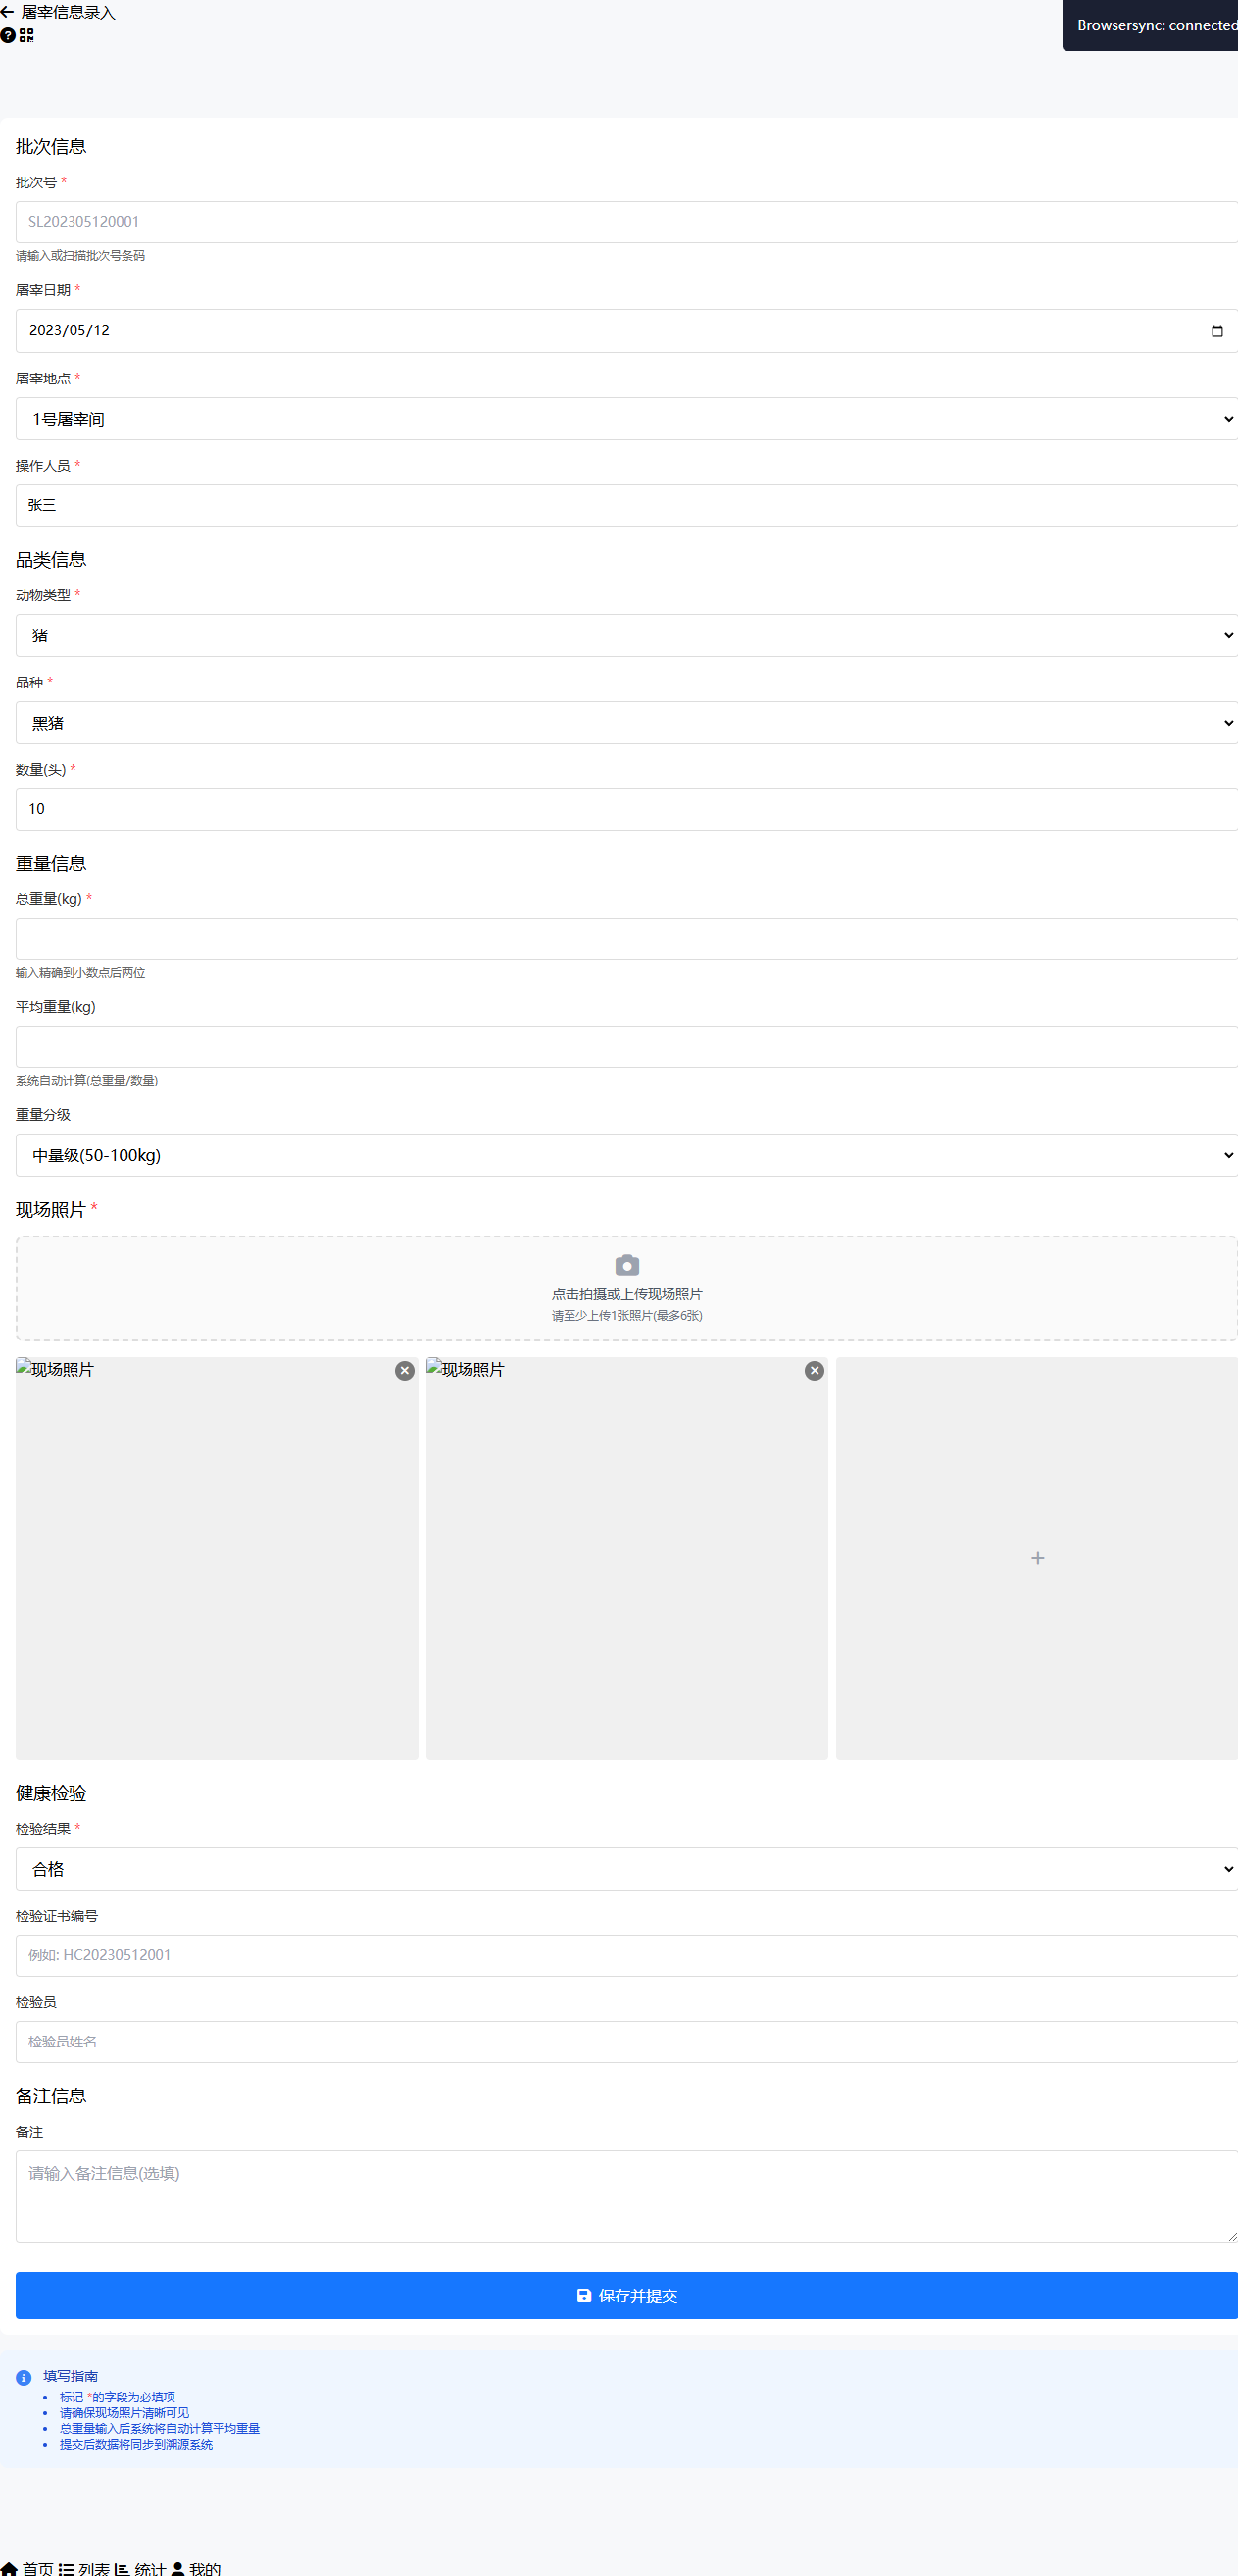 屠宰信息录入
Browsersync: connected
批次信息
批次号 *
SL202305120001
请输入或扫描批次号条码
屠宰日期 *
2023/05/12
屠宰地点 *
1号屠宰间
操作人员 *
张三
品类信息
动物类型 *
猪
品种 *
黑猪
数量(头) *
10
重量信息
总重量(kg) *
输入精确到小数点后两位
平均重量(kg)
系统自动计算(总重量/数量)
重量分级
中量级(50-100kg)
现场照片 *
点击拍摄或上传现场照片
请至少上传1张照片(最多6张)
现场照片
现场照片
健康检验
检验结果 *
合格
检验证书编号
例如: HC20230512001
检验员
检验员姓名
备注信息
备注
请输入备注信息(选填)
保存并提交
填写指南
标记 *的字段为必填项
请确保现场照片清晰可见
总重量输入后系统将自动计算平均重量
提交后数据将同步到溯源系统
首页 列表 统计 我的